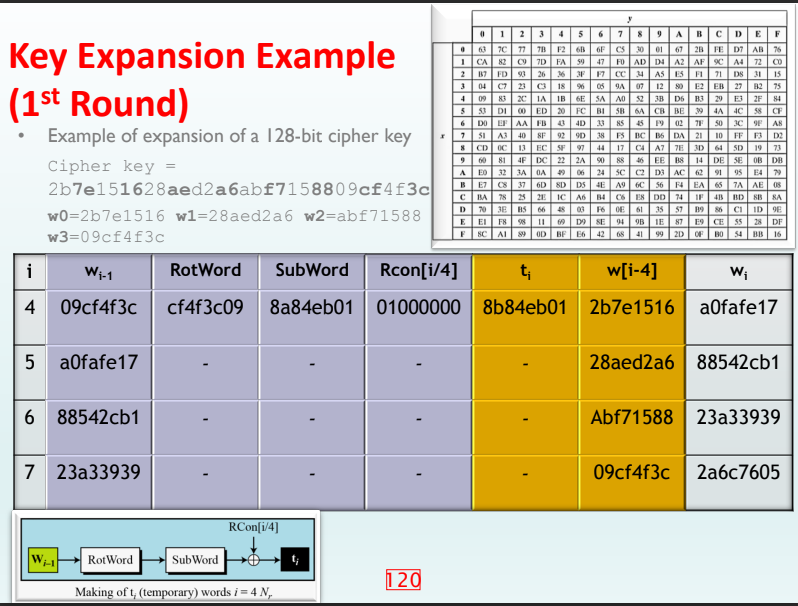 Key Expansion Example
(1st Round)
• Example of expansion of a 128-bit cipher key
Cipher key =
2b7e151628aed2a6abf7158809cf4f3c
w0=2b7e1516 w1=28aed2a6 w2=abf71588
w3=09cf4f3c
y
0 1 2 3 4 5 6 7 8 9 A B C D E F
x
0 63 7C 77 7B F2 6B 6F C5 30 01 67 2B FE D7 AB 76
1 CA 82 C9 7D FA 59 47 F0 AD D4 A2 AF 9C A4 72 C0
2 B7 FD 93 26 36 3F F7 CC 34 A5 E5 F1 71 D8 31 15
3 04 C7 23 C3 18 96 05 9A 07 12 80 E2 EB 27 B2 75
4 09 83 2C 1A 1B 6E 5A A0 52 3B D6 B3 29 E3 2F 84
5 53 D1 00 ED 20 FC B1 5B 6A CB BE 39 4A 4C 58 CF
6 D0 EF AA FB 43 4D 33 85 45 F9 02 7F 50 3C 9F A8
7 51 A3 40 8F 92 9D 38 F5 BC B6 DA 21 10 FF F3 D2
8 CD 0C 13 EC 5F 97 44 17 C4 A7 7E 3D 64 5D 19 73
9 60 81 4F DC 22 2A 90 88 46 EE B8 14 DE 5E 0B DB
A E0 32 3A 0A 49 06 24 5C C2 D3 AC 62 91 95 E4 79
B E7 C8 37 6D 8D D5 4E A9 6C 56 F4 EA 65 7A AE 08
C BA 78 25 2E 1C A6 B4 C6 E8 DD 74 1F 4B BD 8B 8A
D 70 3E B5 66 48 03 F6 0E 61 35 57 B9 86 C1 1D 9E
E E1 F8 98 11 69 D9 8E 94 9B 1E 87 E9 CE 55 28 DF
F 8C A1 89 0D BF E6 42 68 41 99 2D 0F B0 54 BB 16
i wi-1 RotWord SubWord Rcon[i/4] ti w[i-4] wi
4 09cf4f3c cf4f3c09 8a84eb01 01000000 8b84eb01 2b7e1516 a0fafe17
5 a0fafe17 - - - - 28aed2a6 88542cb1
6 88542cb1 - - - - Abf71588 23a33939
7 23a33939 - - - - 09cf4f3c 2a6c7605
RCon[i/4]
Wi–1 RotWord SubWord ti
Making of ti (temporary) words i = 4 Nr
120